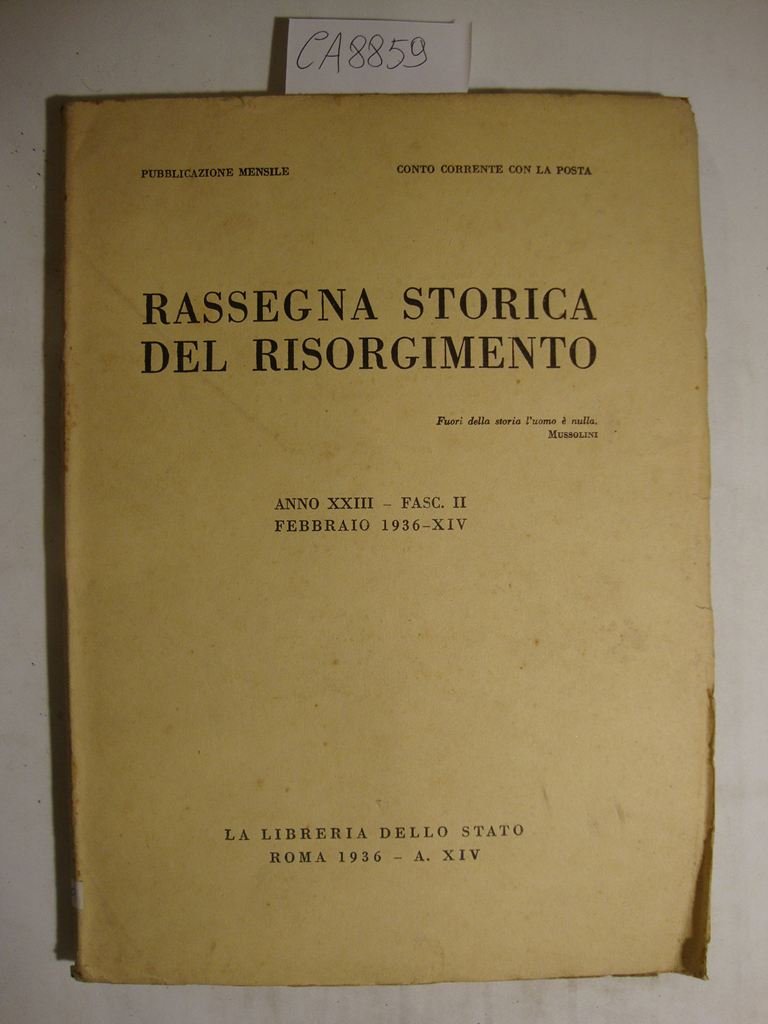 CA8859
PUBBLICAZIONE MENSILE
CONTO CORRENTE CON LA POSTA
RASSEGNA STORICA
DEL RISORGIMENTO
Fuori della storia l'uomo è nulla.
MUSSOLINI
ANNO XXIII – FASC. II
FEBBRAIO 1936–XIV
LA LIBRERIA DELLO STATO
ROMA 1936 – A. XIV